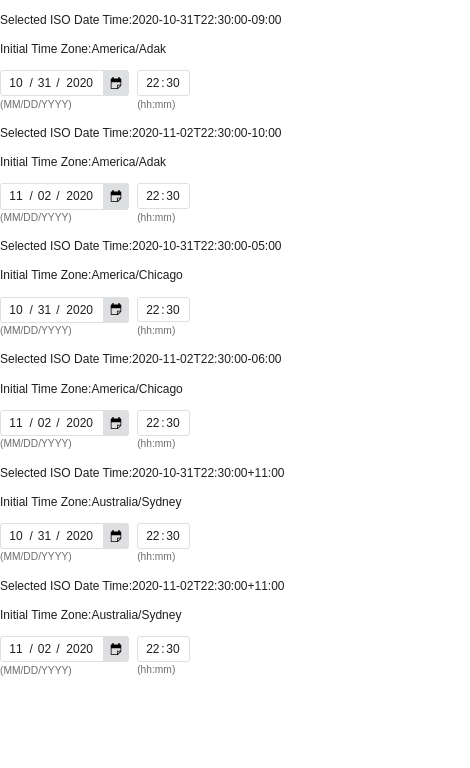 Selected ISO Date Time:2020-10-31T22:30:00-09:00
Initial Time Zone:America/Adak
10 / 31 / 2020 22:30
(MM/DD/YYYY) (hh:mm)
Selected ISO Date Time:2020-11-02T22:30:00-10:00
Initial Time Zone:America/Adak
11 / 02 / 2020 22:30
(MM/DD/YYYY) (hh:mm)
Selected ISO Date Time:2020-10-31T22:30:00-05:00
Initial Time Zone:America/Chicago
10 / 31 / 2020 22:30
(MM/DD/YYYY) (hh:mm)
Selected ISO Date Time:2020-11-02T22:30:00-06:00
Initial Time Zone:America/Chicago
11 / 02 / 2020 22:30
(MM/DD/YYYY) (hh:mm)
Selected ISO Date Time:2020-10-31T22:30:00+11:00
Initial Time Zone:Australia/Sydney
10 / 31 / 2020 22:30
(MM/DD/YYYY) (hh:mm)
Selected ISO Date Time:2020-11-02T22:30:00+11:00
Initial Time Zone:Australia/Sydney
11 / 02 / 2020 22:30
(MM/DD/YYYY) (hh:mm)